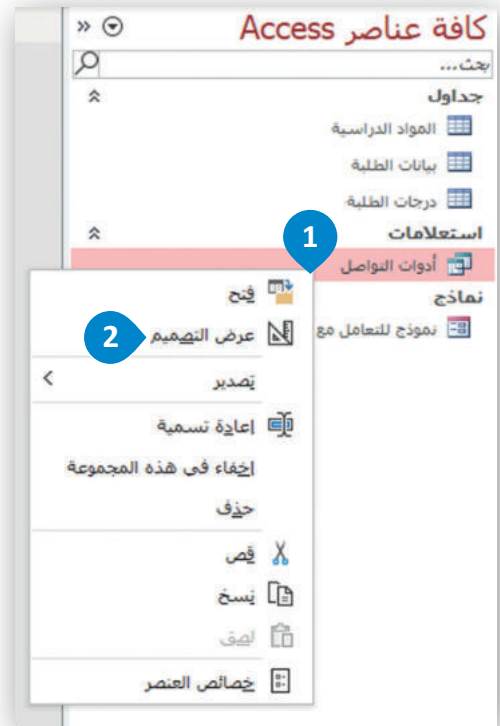 كافة عناصر Access
بحث...
جداول
المواد الدراسية
بيانات الطلبة
درجات الطلبة
استعلامات
1
أدوات التواصل
نماذج
نموذج للتعامل مع
فتح
2
عرض التصميم
تصدير
إعادة تسمية
إخفاء في هذه المجموعة
حذف
قص
نسخ
لصق
خصائص العنصر